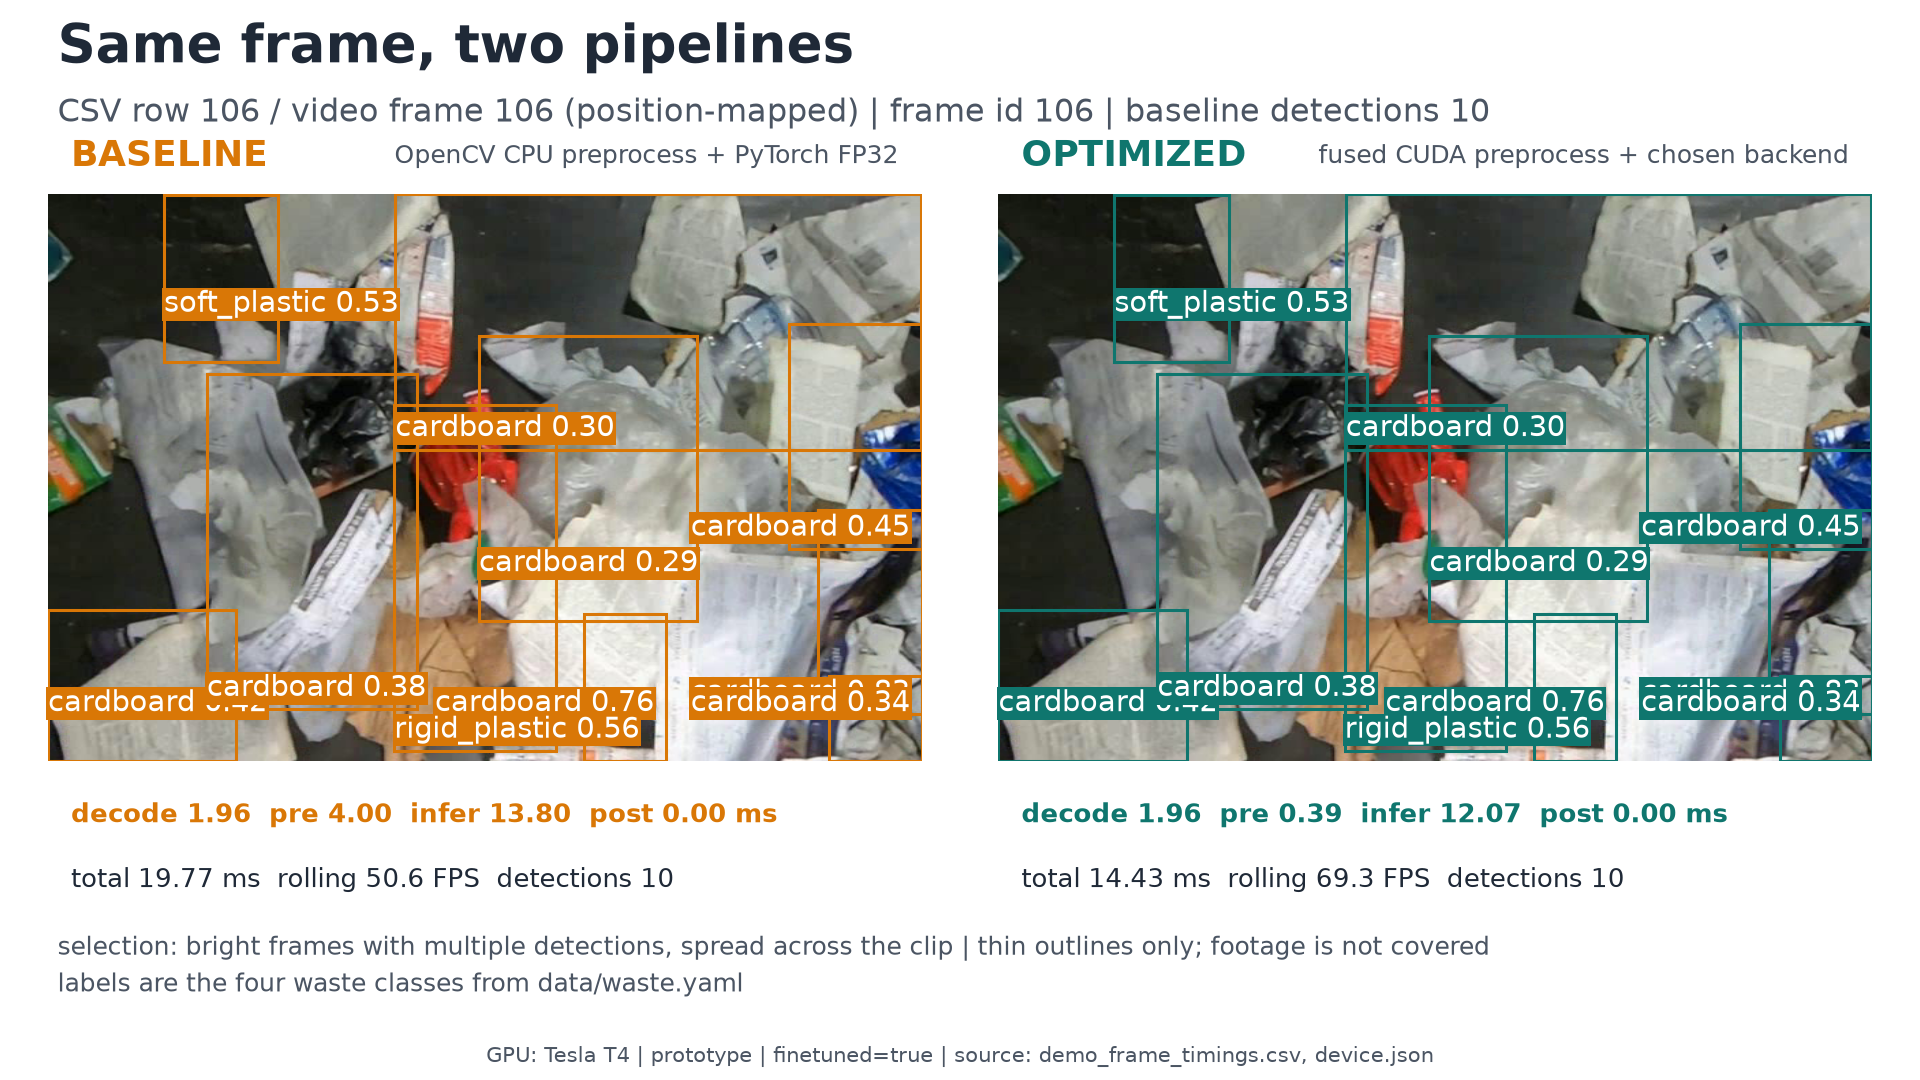 Same frame, two pipelines
CSV row 106 / video frame 106 (position-mapped) | frame id 106 | baseline detections 10
BASELINE OpenCV CPU preprocess + PyTorch FP32
OPTIMIZED fused CUDA preprocess + chosen backend
soft_plastic 0.53
cardboard 0.30
cardboard 0.45
cardboard 0.29
cardboard 0.38
cardboard 0.42
cardboard 0.76
cardboard 0.34
rigid_plastic 0.56
soft_plastic 0.53
cardboard 0.30
cardboard 0.45
cardboard 0.29
cardboard 0.38
cardboard 0.42
cardboard 0.76
cardboard 0.34
rigid_plastic 0.56
decode 1.96 pre 4.00 infer 13.80 post 0.00 ms
total 19.77 ms rolling 50.6 FPS detections 10
decode 1.96 pre 0.39 infer 12.07 post 0.00 ms
total 14.43 ms rolling 69.3 FPS detections 10
selection: bright frames with multiple detections, spread across the clip | thin outlines only; footage is not covered
labels are the four waste classes from data/waste.yaml
GPU: Tesla T4 | prototype | finetuned=true | source: demo_frame_timings.csv, device.json